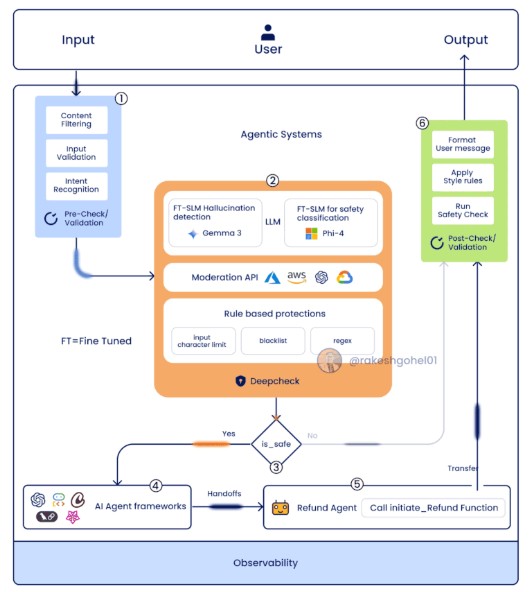 Input
User
Output
①
Content
Filtering
Input
Validation
Intent
Recognition
Pre-Check/
Validation
Agentic Systems
⑥
Format
User message
Apply
Style rules
Run
Safety Check
Post-Check/
Validation
②
FT-SLM Hallucination
detection
Gemma 3
LLM
FT-SLM for safety
classification
Phi-4
Moderation API
aws
Rule based protections
input
character limit
blacklist
regex
@rakeshgohel01
Deepcheck
FT=Fine Tuned
Yes
is_safe
No
③
④
AI Agent frameworks
Handoffs
⑤
Transfer
Refund Agent
Call initiate_Refund Function
Observability